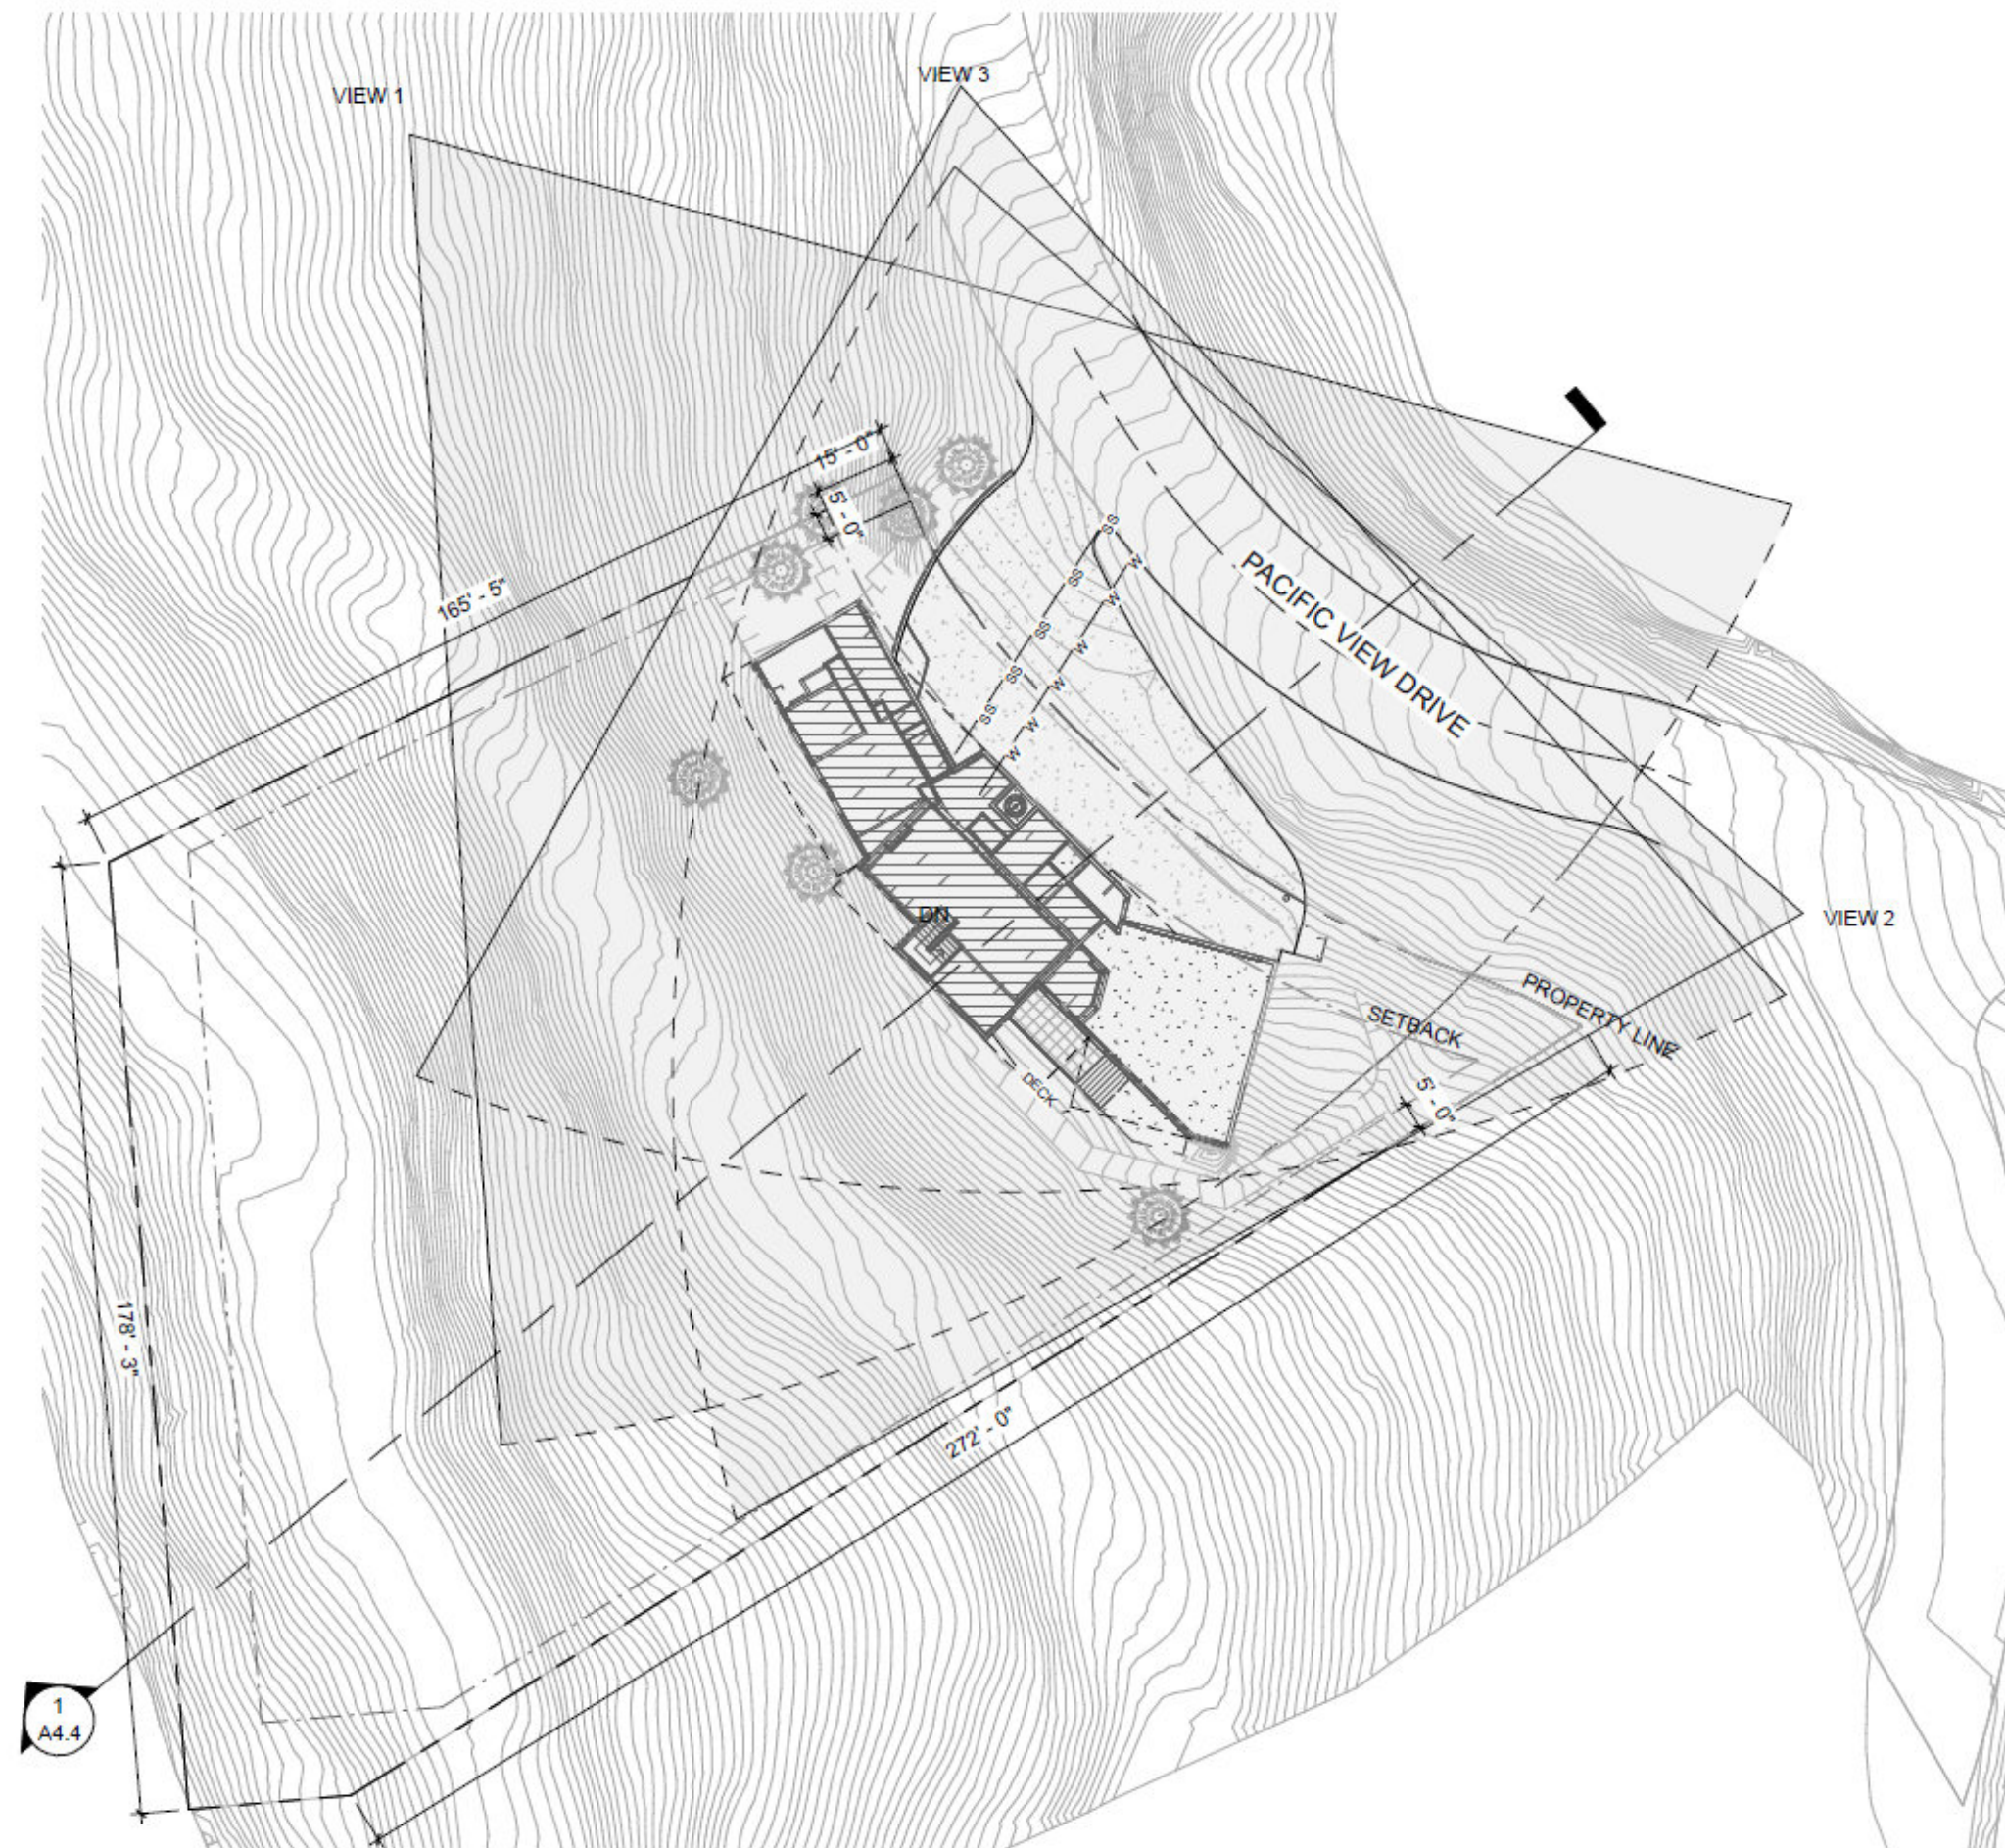 VIEW 3
VIEW 1
15' - 0"
5' - 0"
SS
W
SS
W
165' - 5"
PACIFIC VIEW DRIVE
SS
W
SS
W
SS
W
W
DN
VIEW 2
PROPERTY LINE
SETBACK
DECK
5' - 0"
178' - 3"
272' - 0"
1
A4.4